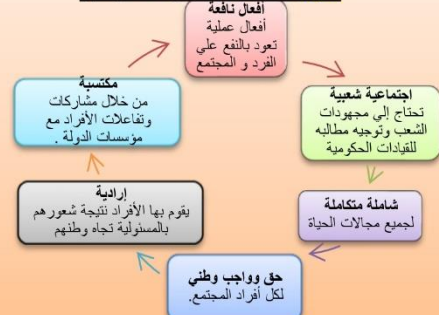 أفعال نافعة
أفعال عملية
تعود بالنفع علي
الفرد و المجتمع
اجتماعية شعبية
تحتاج إلي مجهودات
الشعب وتوجيه مطالبه
للقيادات الحكومية
شاملة متكاملة
لجميع مجالات الحياة
حق وواجب وطني
لكل أفراد المجتمع.
إرادية
يقوم بها الأفراد نتيجة شعورهم
بالمسئولية تجاه وطنهم
مكتسبة
من خلال مشاركات
وتفاعلات الأفراد مع
مؤسسات الدولة .